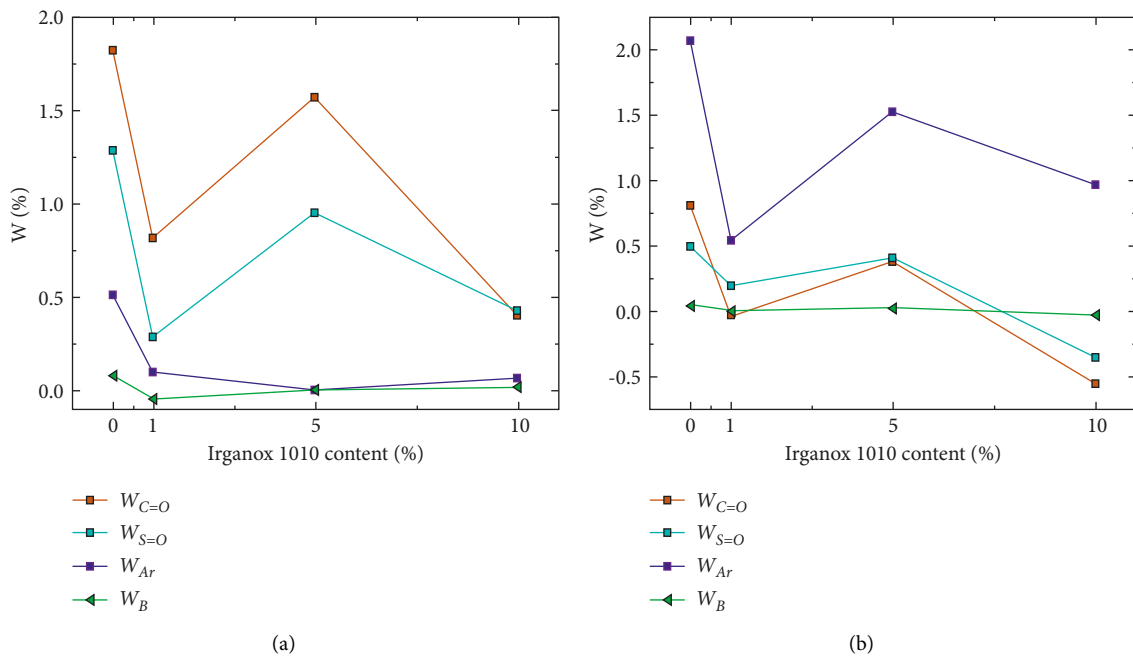 2.0
1.5
1.0
0.5
0.0
W (%)
0 1 5 10
Irganox 1010 content (%)
W_{C=O}
W_{S=O}
W_{Ar}
W_{B}
(a)
2.0
1.5
1.0
0.5
0.0
-0.5
W (%)
0 1 5 10
Irganox 1010 content (%)
W_{C=O}
W_{S=O}
W_{Ar}
W_{B}
(b)